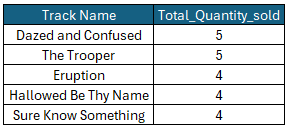 Track Name Total_Quantity_sold
Dazed and Confused 5
The Trooper 5
Eruption 4
Hallowed Be Thy Name 4
Sure Know Something 4